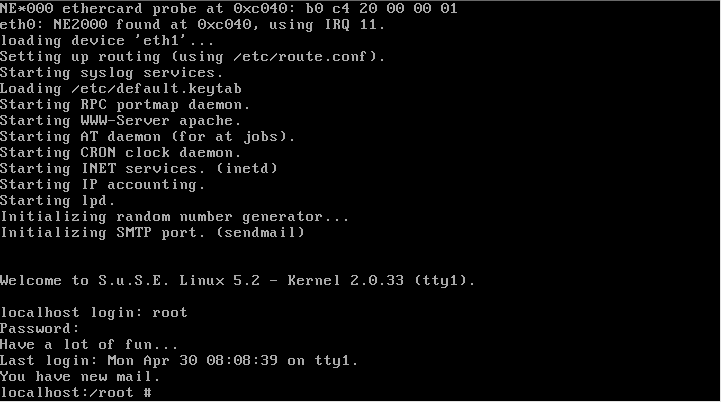 NE*000 ethercard probe at 0xc040: b0 c4 20 00 00 01
eth0: NE2000 found at 0xc040, using IRQ 11.
loading device 'eth1'...
Setting up routing (using /etc/route.conf).
Starting syslog services.
Loading /etc/default.keytab
Starting RPC portmap daemon.
Starting WWW-Server apache.
Starting AT daemon (for at jobs).
Starting CRON clock daemon.
Starting INET services. (inetd)
Starting IP accounting.
Starting lpd.
Initializing random number generator...
Initializing SMTP port. (sendmail)
Welcome to S.u.S.E. Linux 5.2 - Kernel 2.0.33 (tty1).
localhost login: root
Password:
Have a lot of fun...
Last login: Mon Apr 30 08:08:39 on tty1.
You have new mail.
localhost:/root #